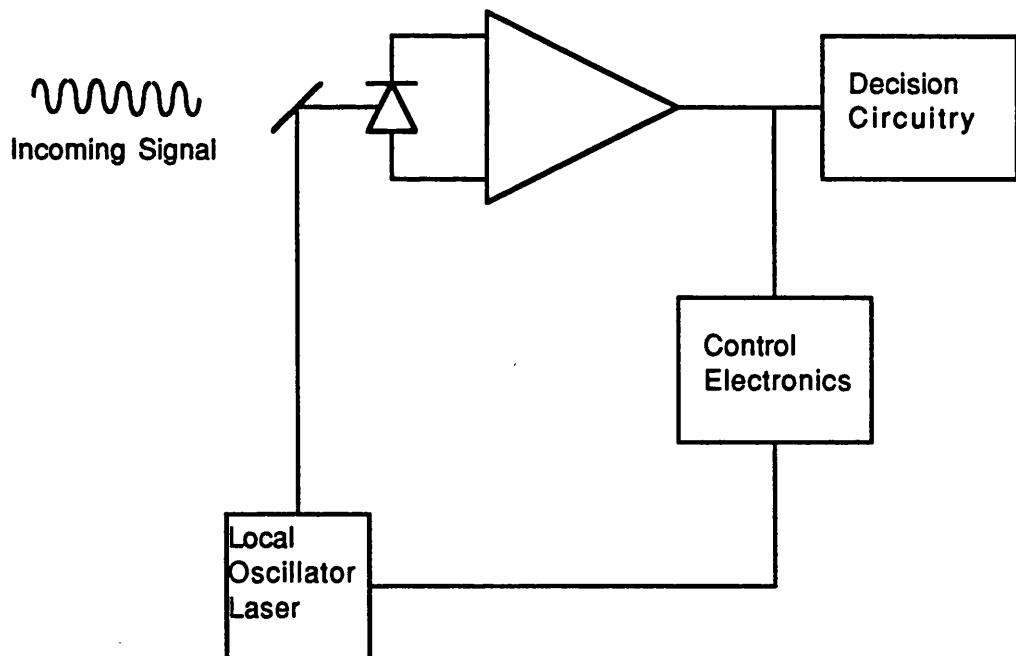 Decision
Circuitry
Incoming Signal
Control
Electronics
Local
Oscillator
Laser